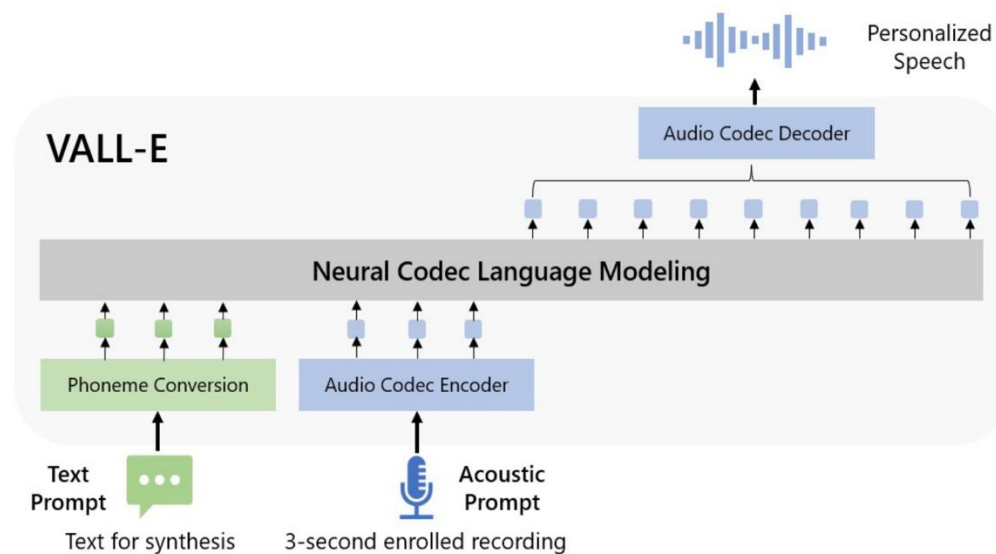 Personalized
Speech
Audio Codec Decoder
VALL-E
Neural Codec Language Modeling
Phoneme Conversion
Audio Codec Encoder
Text
Prompt
Acoustic
Prompt
Text for synthesis
3-second enrolled recording